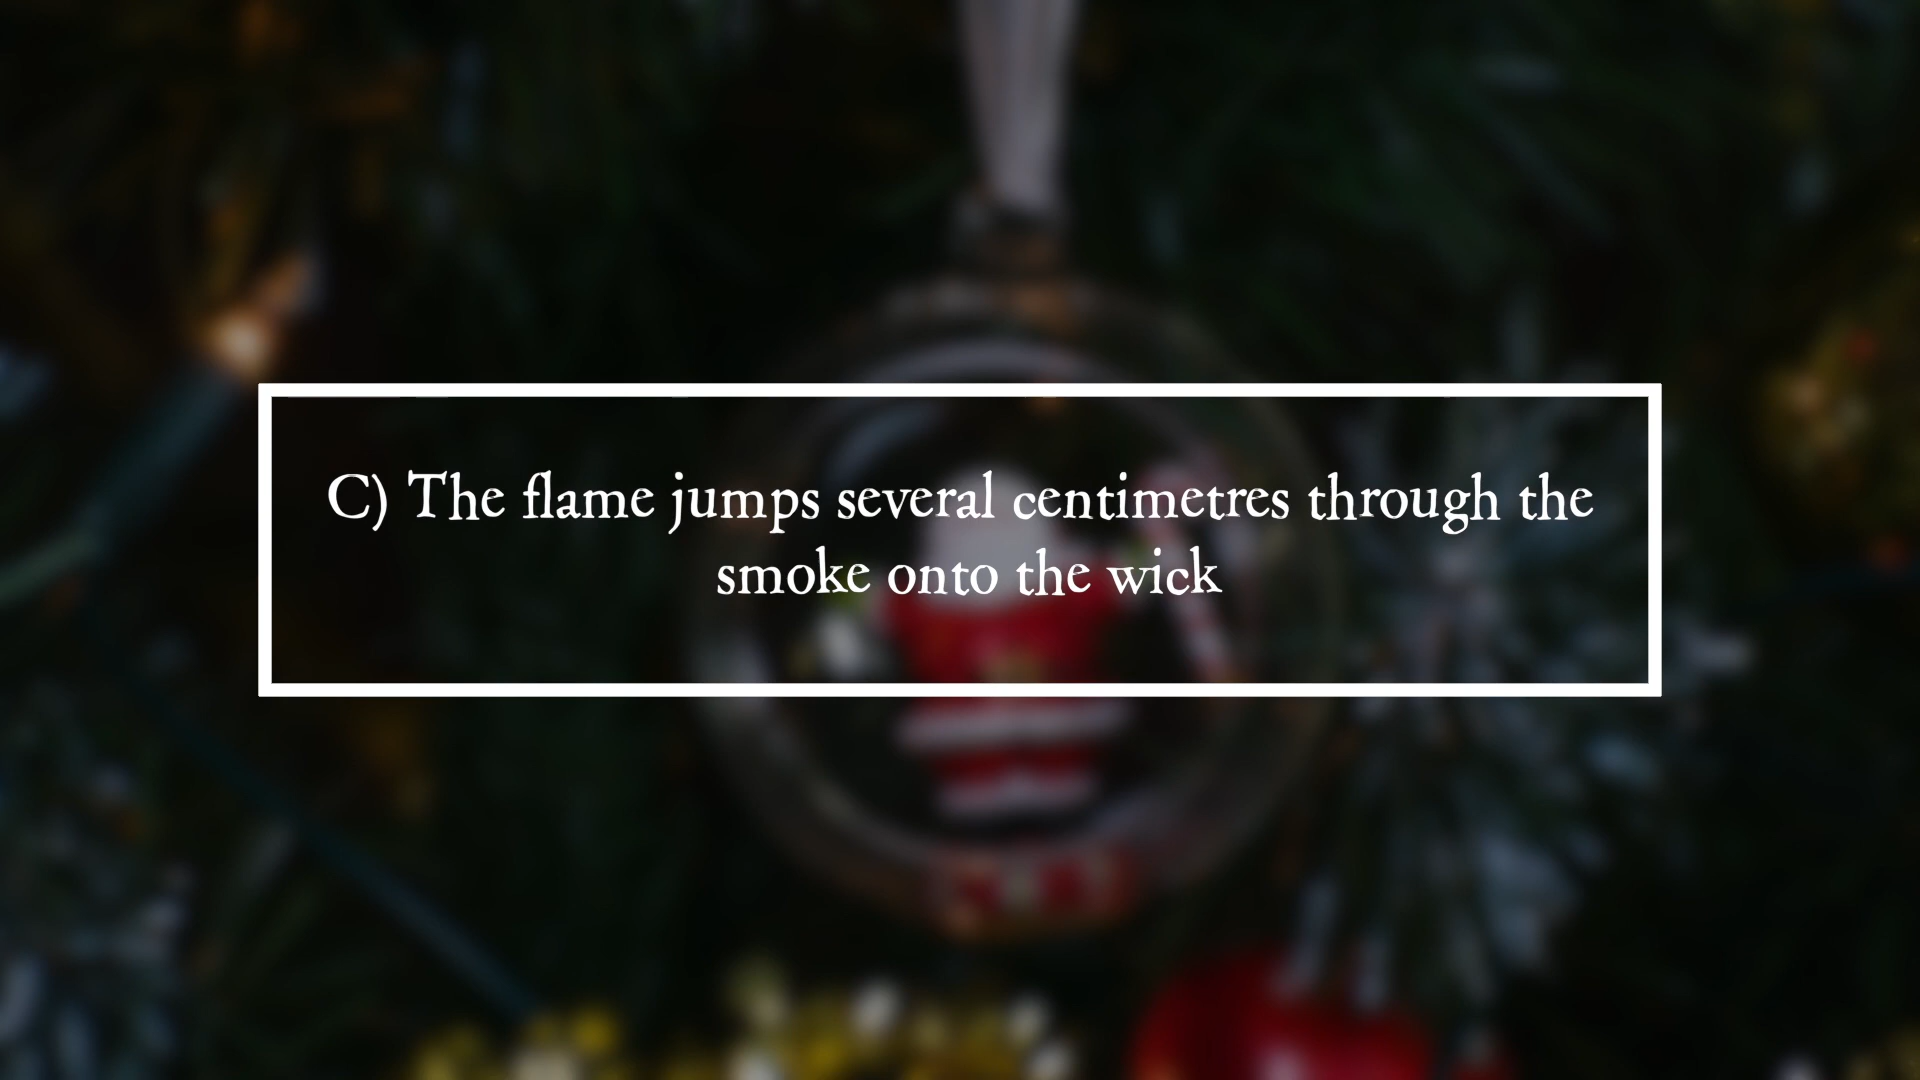 C) The flame jumps several centimetres through the
smoke onto the wick